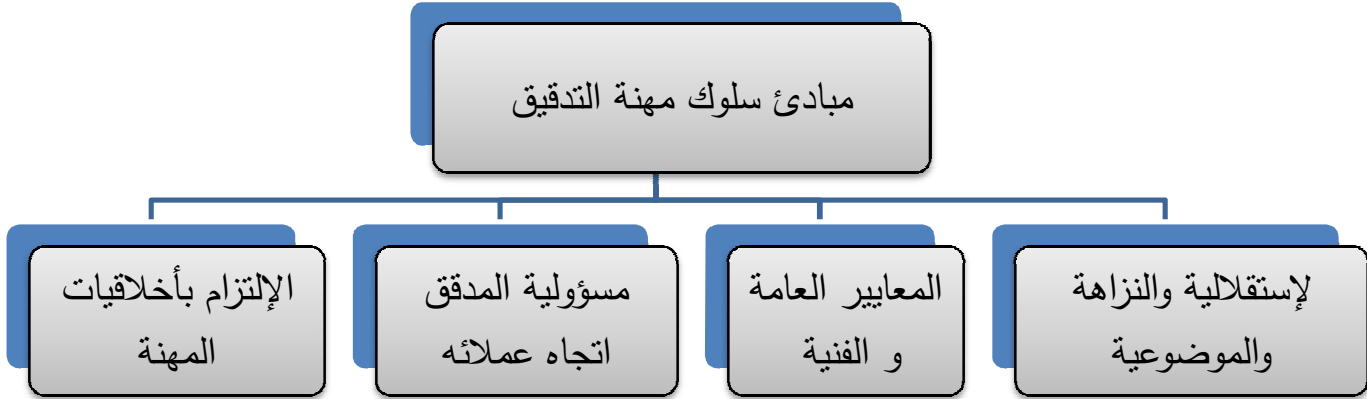 مبادئ سلوك مهنة التدقيق
لإستقلالية والنزاهة
والموضوعية
المعايير العامة
و الفنية
مسؤولية المدقق
اتجاه عملائه
الإلتزام بأخلاقيات
المهنة